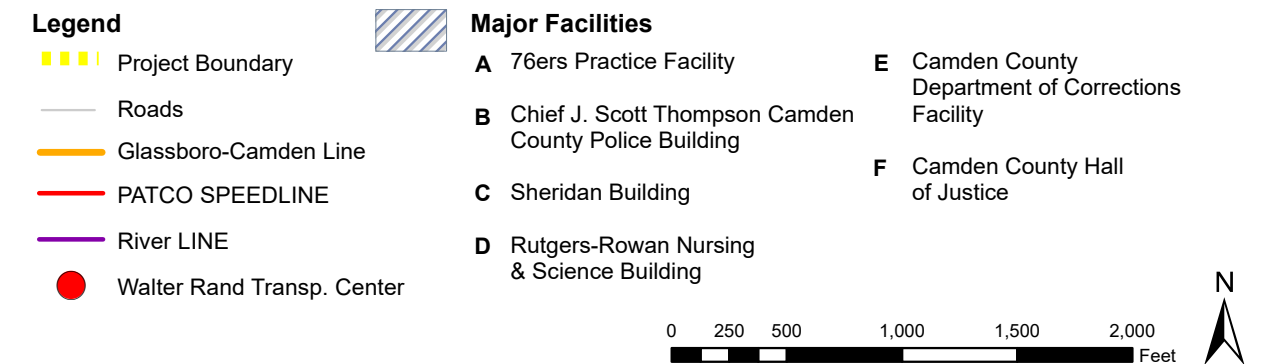 Legend
Project Boundary
Roads
Glassboro-Camden Line
PATCO SPEEDLINE
River LINE
Walter Rand Transp. Center
Major Facilities
A 76ers Practice Facility
B Chief J. Scott Thompson Camden
County Police Building
C Sheridan Building
D Rutgers-Rowan Nursing
& Science Building
E Camden County
Department of Corrections
Facility
F Camden County Hall
of Justice
0 250 500 1,000 1,500 2,000
Feet
N